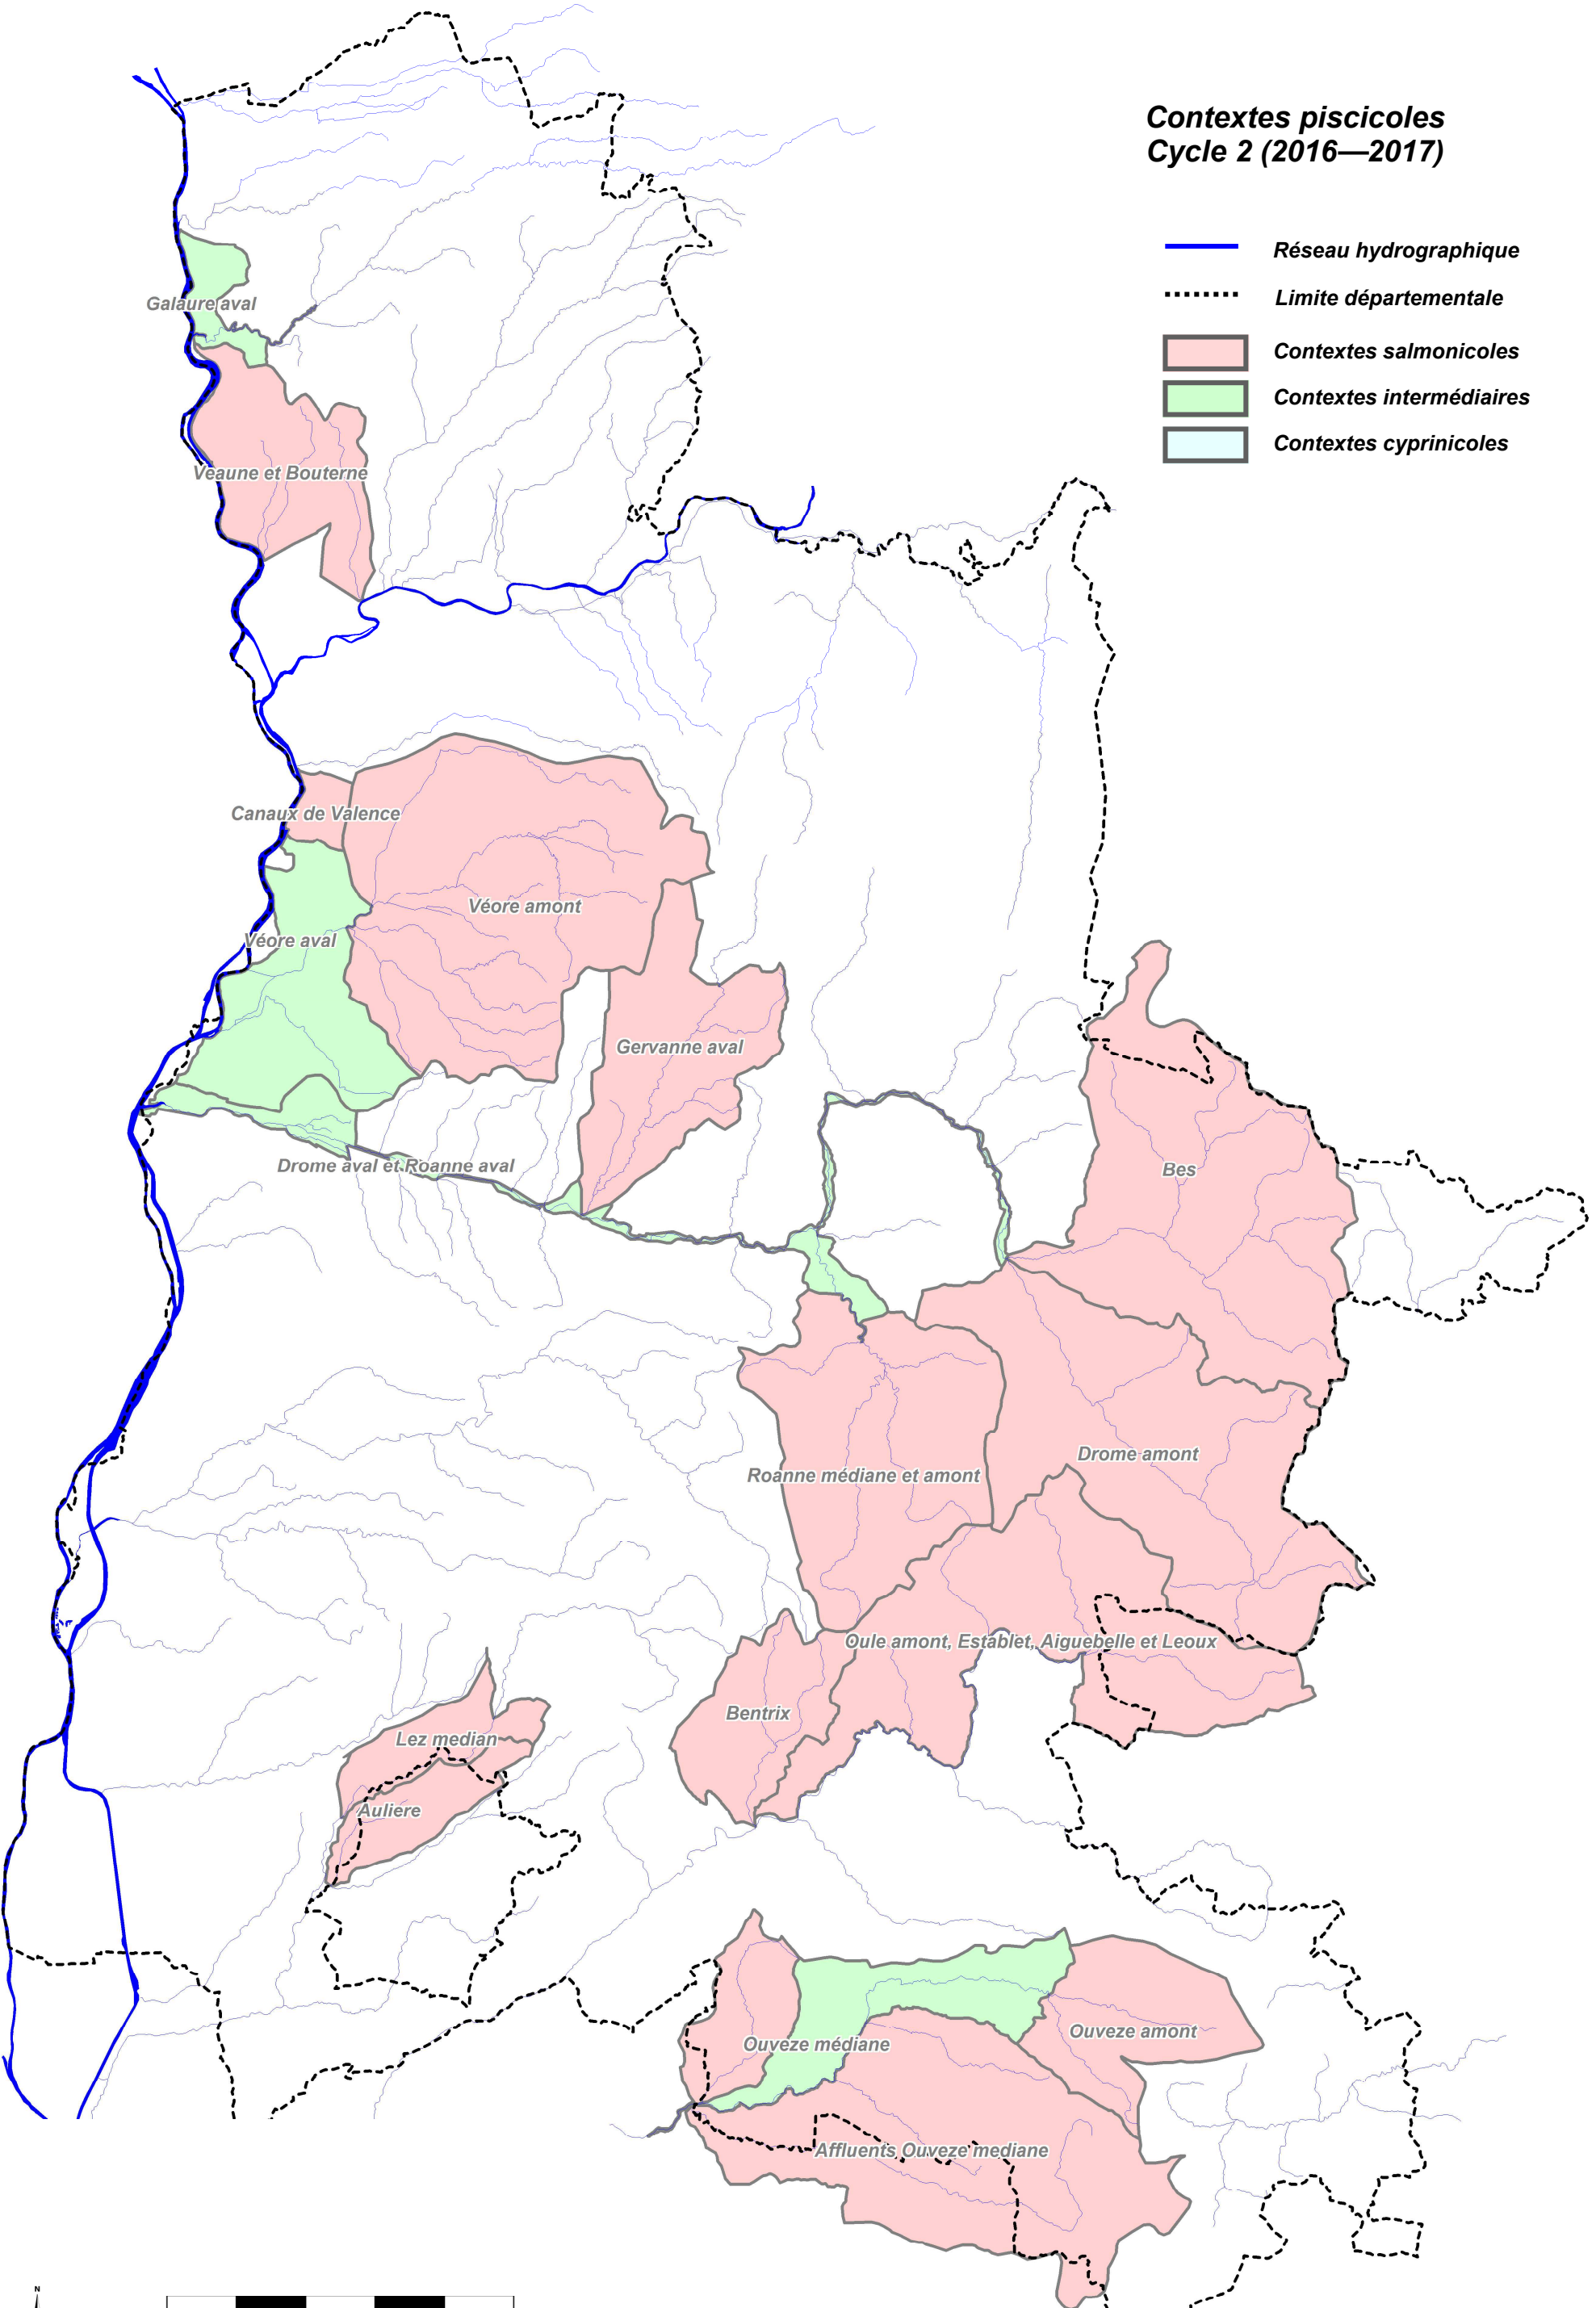 Contextes piscicoles
Cycle 2 (2016—2017)
Réseau hydrographique
Limite départementale
Contextes salmonicoles
Contextes intermédiaires
Contextes cyprinicoles
Galaure aval
Veaune et Bouterne
Canaux de Valence
Véore amont
Véore aval
Gervanne aval
Drome aval et Roanne aval
Bes
Drome amont
Roanne médiane et amont
Oule amont, Establet, Aiguebelle et Leoux
Bentrix
Lez median
Auliere
Ouveze amont
Ouveze médiane
Affluents Ouveze mediane
N